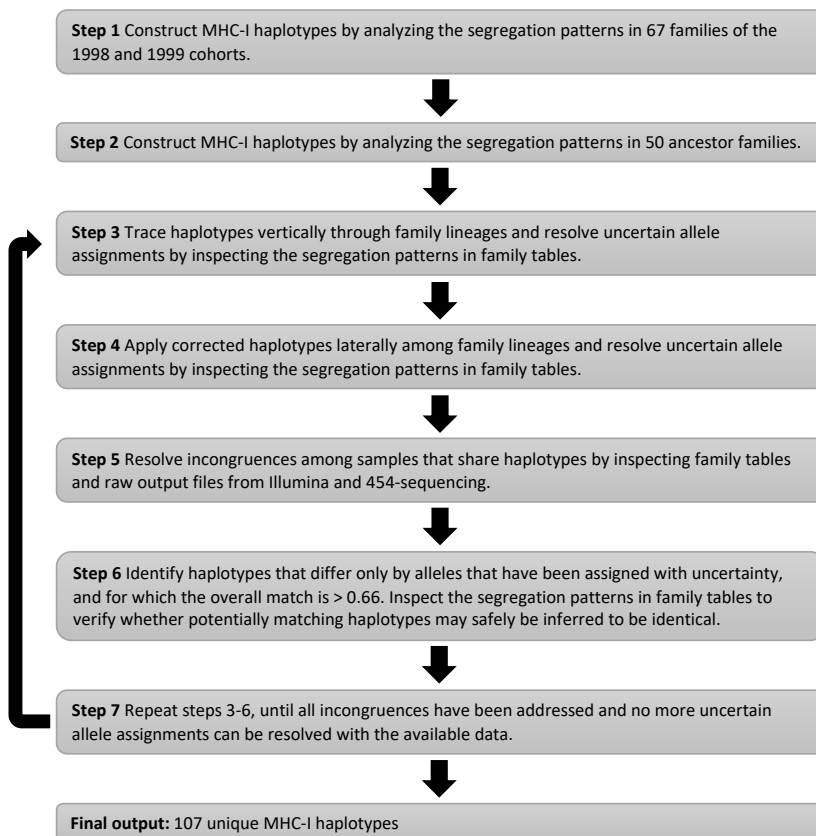 Step 1 Construct MHC-I haplotypes by analyzing the segregation patterns in 67 families of the
1998 and 1999 cohorts.
Step 2 Construct MHC-I haplotypes by analyzing the segregation patterns in 50 ancestor families.
Step 3 Trace haplotypes vertically through family lineages and resolve uncertain allele
assignments by inspecting the segregation patterns in family tables.
Step 4 Apply corrected haplotypes laterally among family lineages and resolve uncertain allele
assignments by inspecting the segregation patterns in family tables.
Step 5 Resolve incongruences among samples that share haplotypes by inspecting family tables
and raw output files from Illumina and 454-sequencing.
Step 6 Identify haplotypes that differ only by alleles that have been assigned with uncertainty,
and for which the overall match is > 0.66. Inspect the segregation patterns in family tables to
verify whether potentially matching haplotypes may safely be inferred to be identical.
Step 7 Repeat steps 3-6, until all incongruences have been addressed and no more uncertain
allele assignments can be resolved with the available data.
Final output: 107 unique MHC-I haplotypes